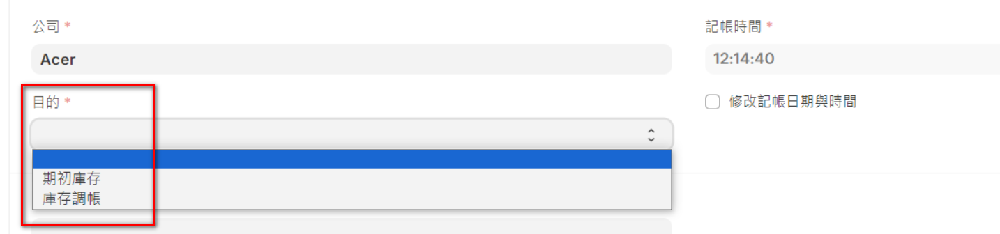 公司 *
Acer
目的 *
期初庫存
庫存調帳
記帳時間 *
12:14:40
修改記帳日期與時間